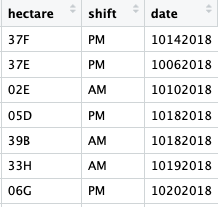 hectare shift date
37F PM 10142018
37E PM 10062018
02E AM 10102018
05D PM 10182018
39B AM 10182018
33H AM 10192018
06G PM 10202018